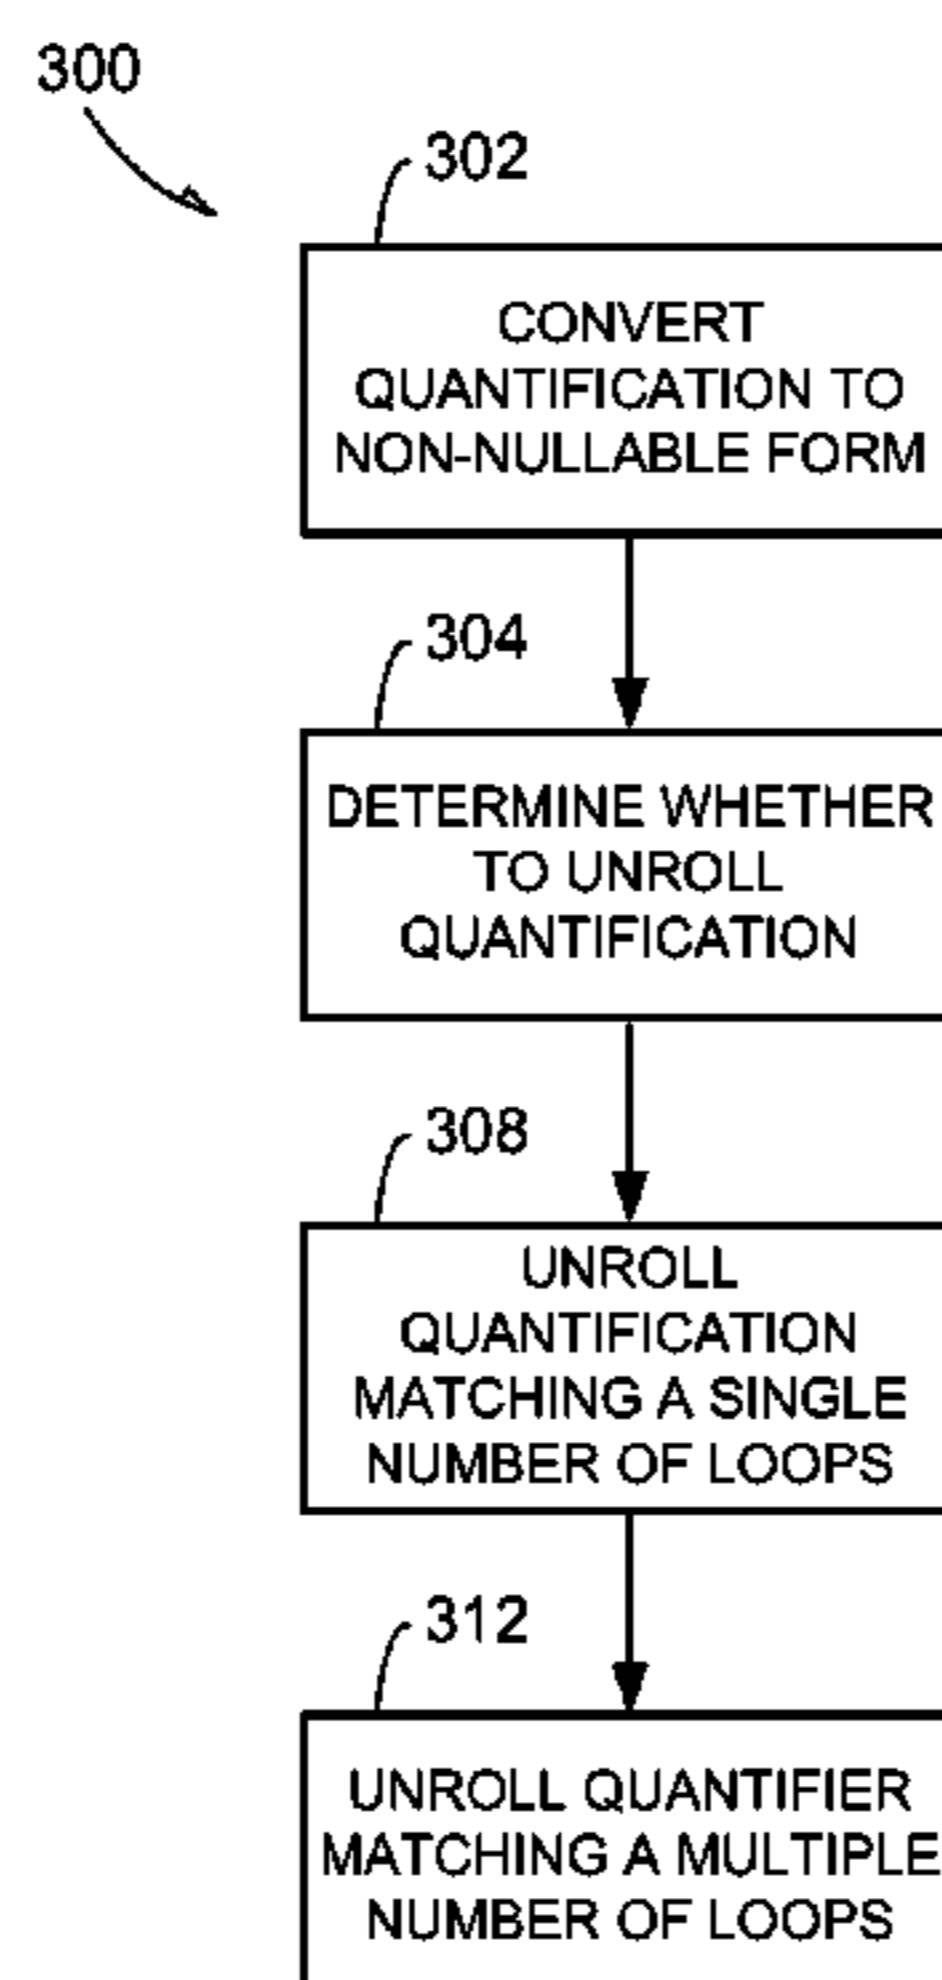 300
302
CONVERT
QUANTIFICATION TO
NON-NULLABLE FORM
304
DETERMINE WHETHER
TO UNROLL
QUANTIFICATION
308
UNROLL
QUANTIFICATION
MATCHING A SINGLE
NUMBER OF LOOPS
312
UNROLL QUANTIFIER
MATCHING A MULTIPLE
NUMBER OF LOOPS